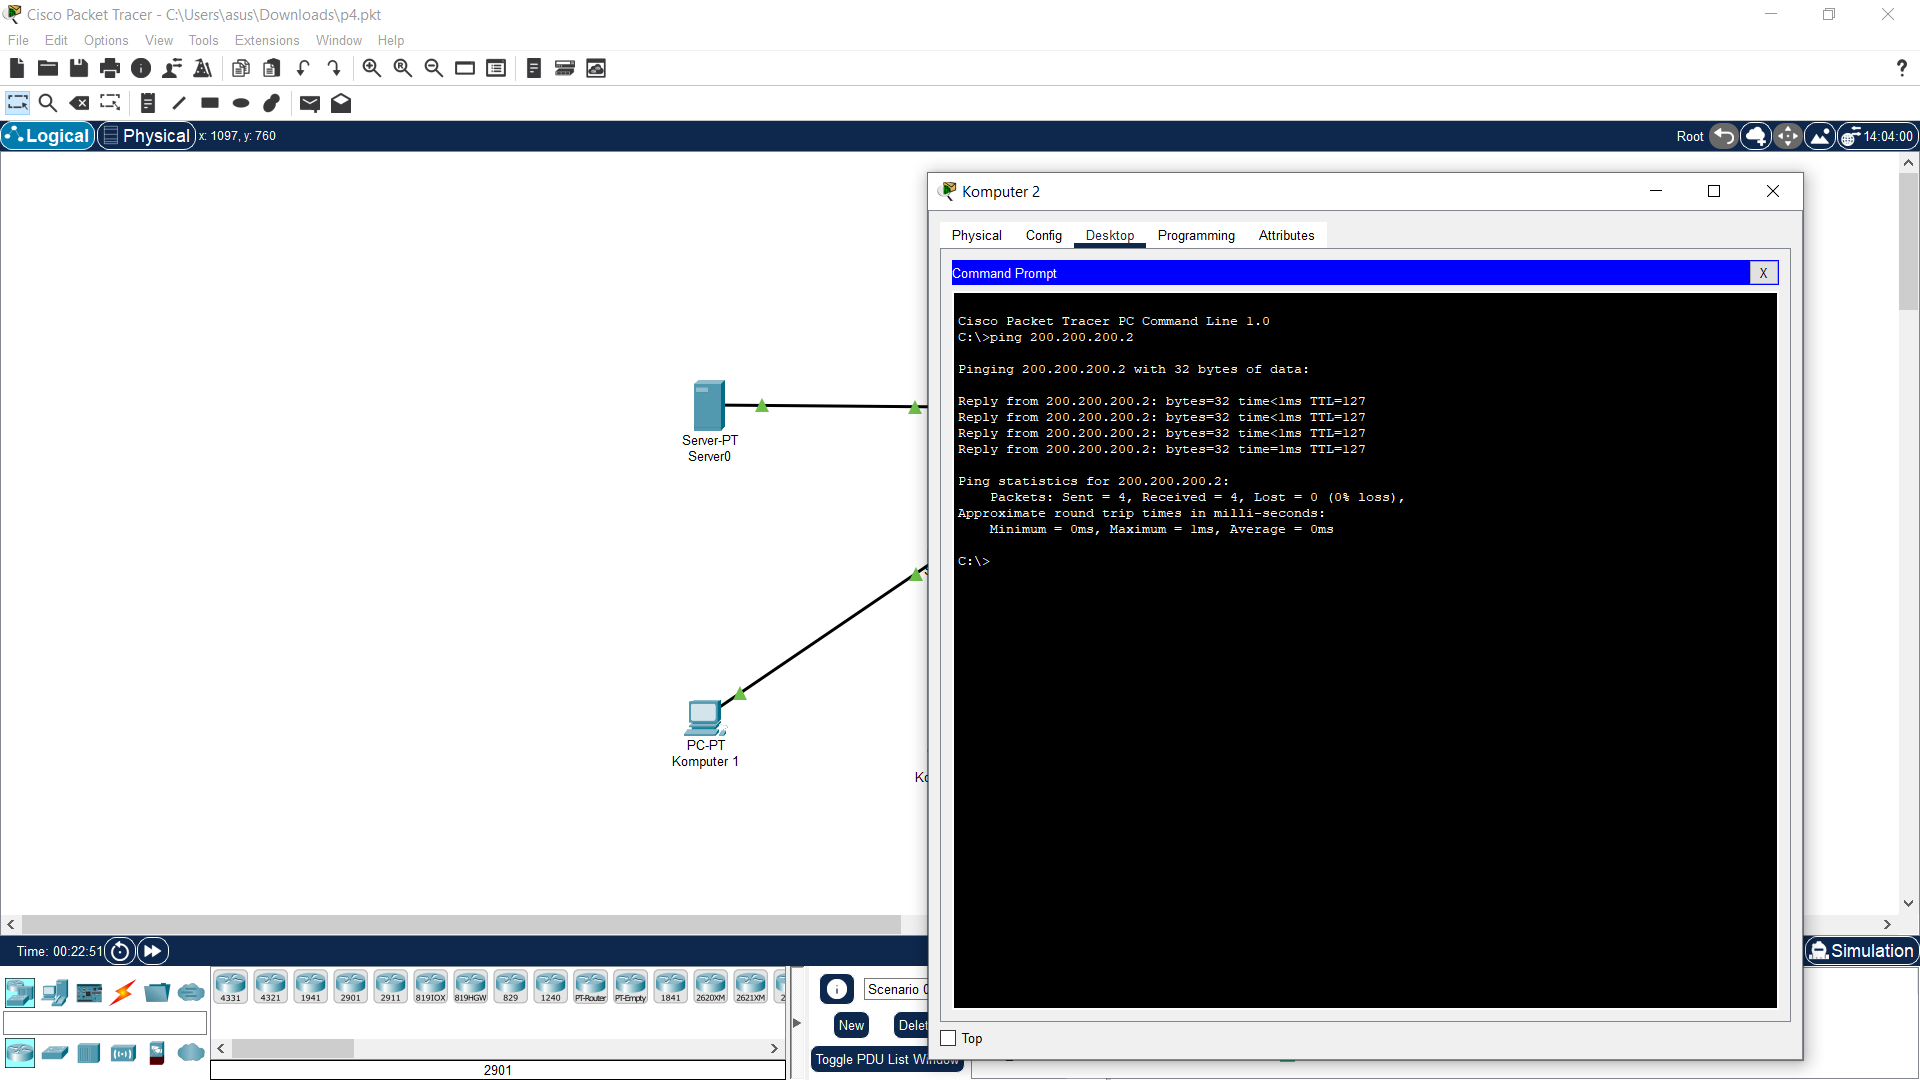 Cisco Packet Tracer - C:\Users\asus\Downloads\p4.pkt
File Edit Options View Tools Extensions Window Help
?
Logical Physical x: 1097, y: 760 Root 14:04:00
Komputer 2
Physical Config Desktop Programming Attributes
Command Prompt X
Cisco Packet Tracer PC Command Line 1.0
C:\>ping 200.200.200.2
Pinging 200.200.200.2 with 32 bytes of data:
Reply from 200.200.200.2: bytes=32 time<1ms TTL=127
Reply from 200.200.200.2: bytes=32 time<1ms TTL=127
Reply from 200.200.200.2: bytes=32 time<1ms TTL=127
Reply from 200.200.200.2: bytes=32 time=1ms TTL=127
Ping statistics for 200.200.200.2:
Packets: Sent = 4, Received = 4, Lost = 0 (0% loss),
Approximate round trip times in milli-seconds:
Minimum = 0ms, Maximum = 1ms, Average = 0ms
C:\>
Top
Server-PT
Server0
PC-PT
Komputer 1
Ko
Time: 00:22:51 Simulation
4331 4321 1941 2901 2911 819IOX 819HGW 829 1240 PT-Router PT-Empty 1841 2620XM 2621XM 2
Scenario 0
New Delet
Toggle PDU List Window
2901